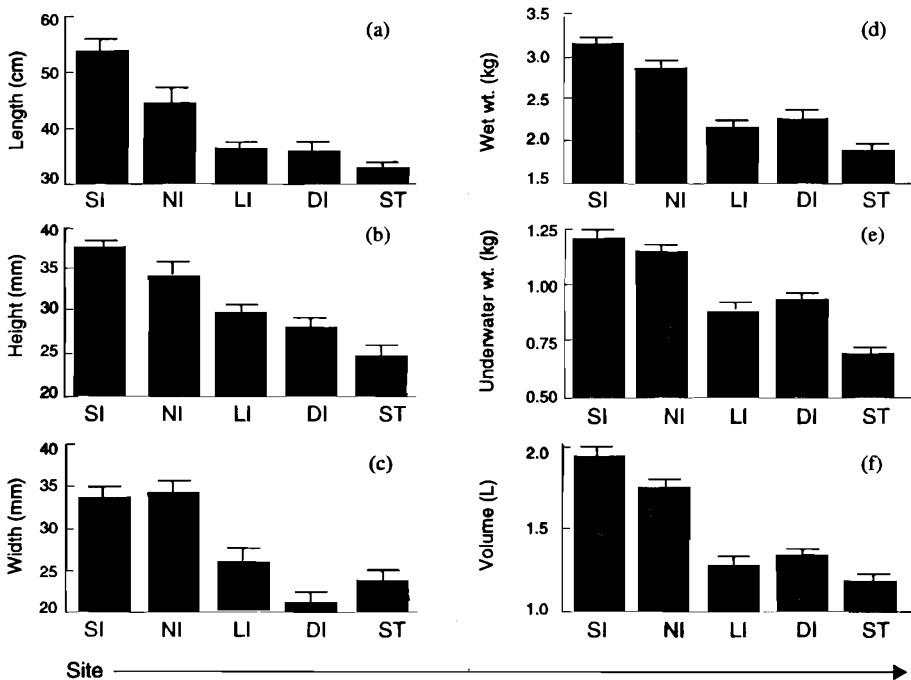 (a)
Length (cm)
60
50
40
30
SI NI LI DI ST
(b)
Height (mm)
40
35
30
25
20
SI NI LI DI ST
(c)
Width (mm)
40
35
30
25
20
SI NI LI DI ST
(d)
Wet wt. (kg)
3.5
3.0
2.5
2.0
1.5
SI NI LI DI ST
(e)
Underwater wt. (kg)
1.25
1.00
0.75
0.50
SI NI LI DI ST
(f)
Volume (L)
2.0
1.5
1.0
SI NI LI DI ST
Site